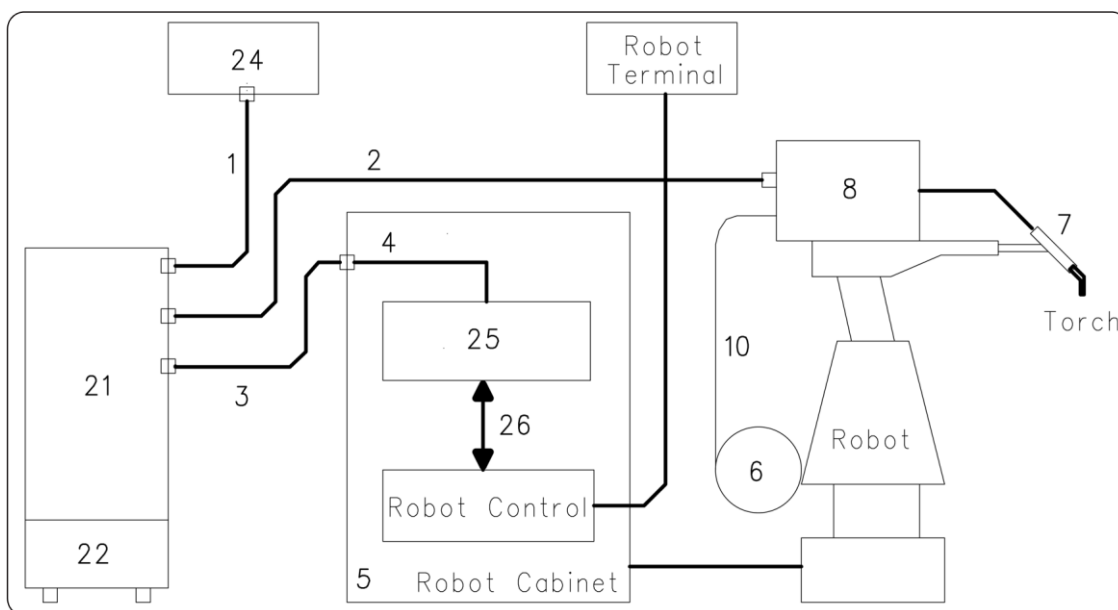 24
Robot
Terminal
1
2
8
7
4
Torch
25
10
21
3
26
Robot
6
Robot Control
22
5
Robot Cabinet